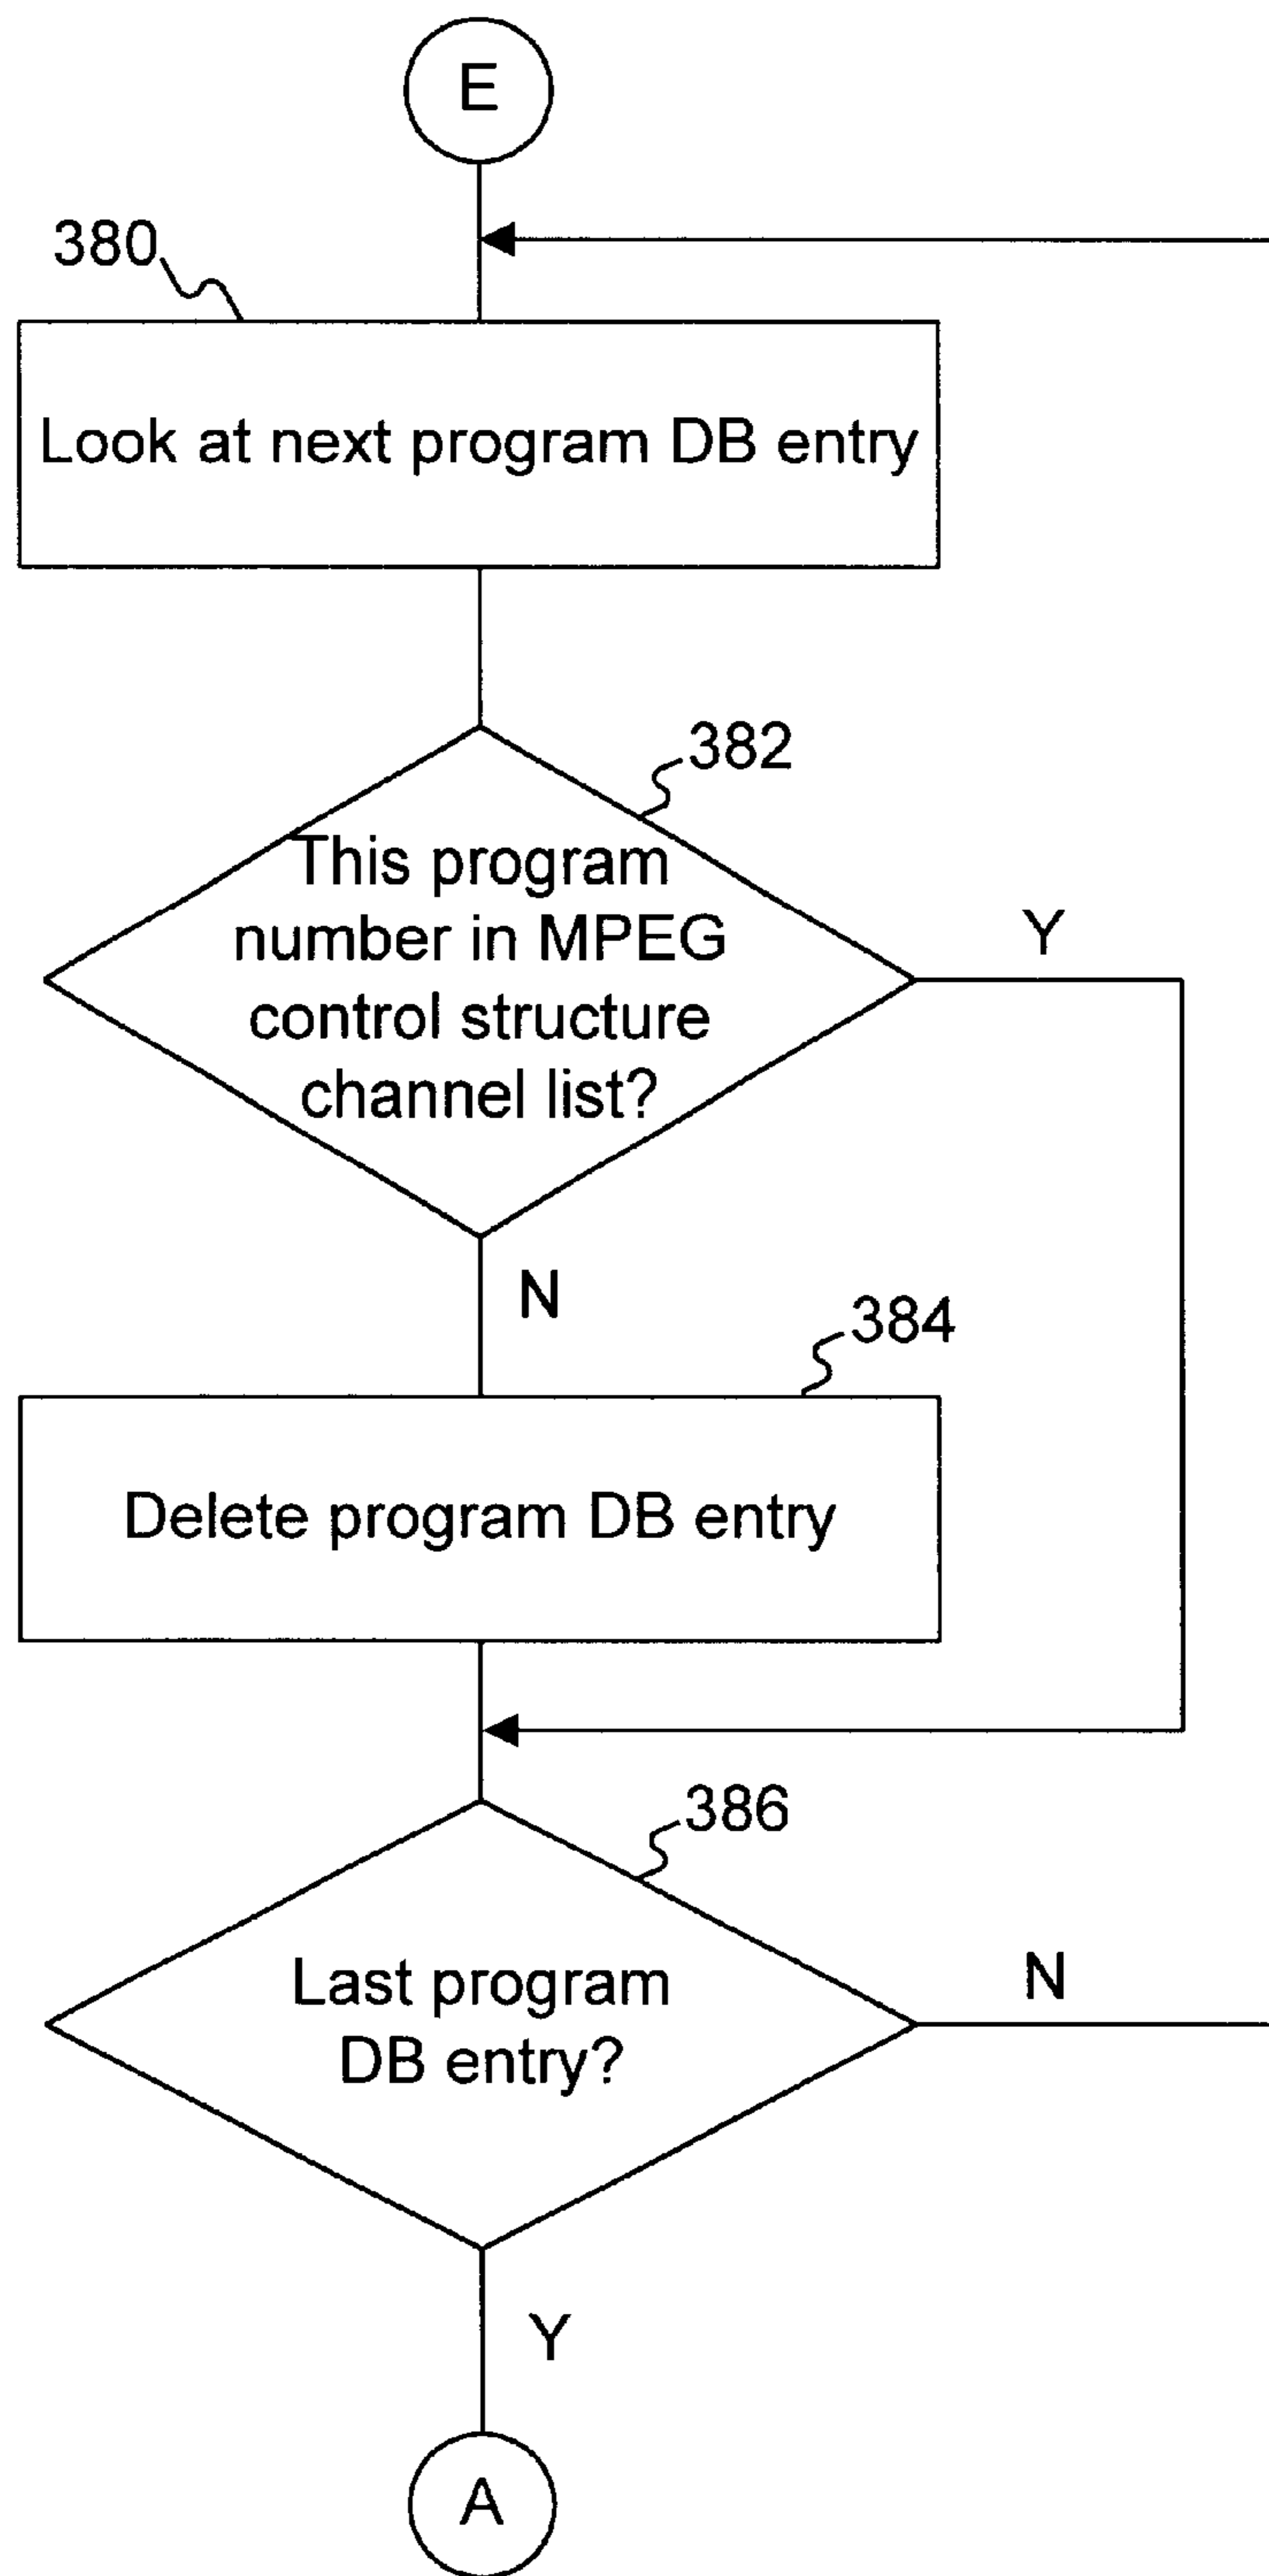 E
380
Look at next program DB entry
382
This program
number in MPEG
control structure
channel list?
Y
N
384
Delete program DB entry
386
Last program
DB entry?
N
Y
A